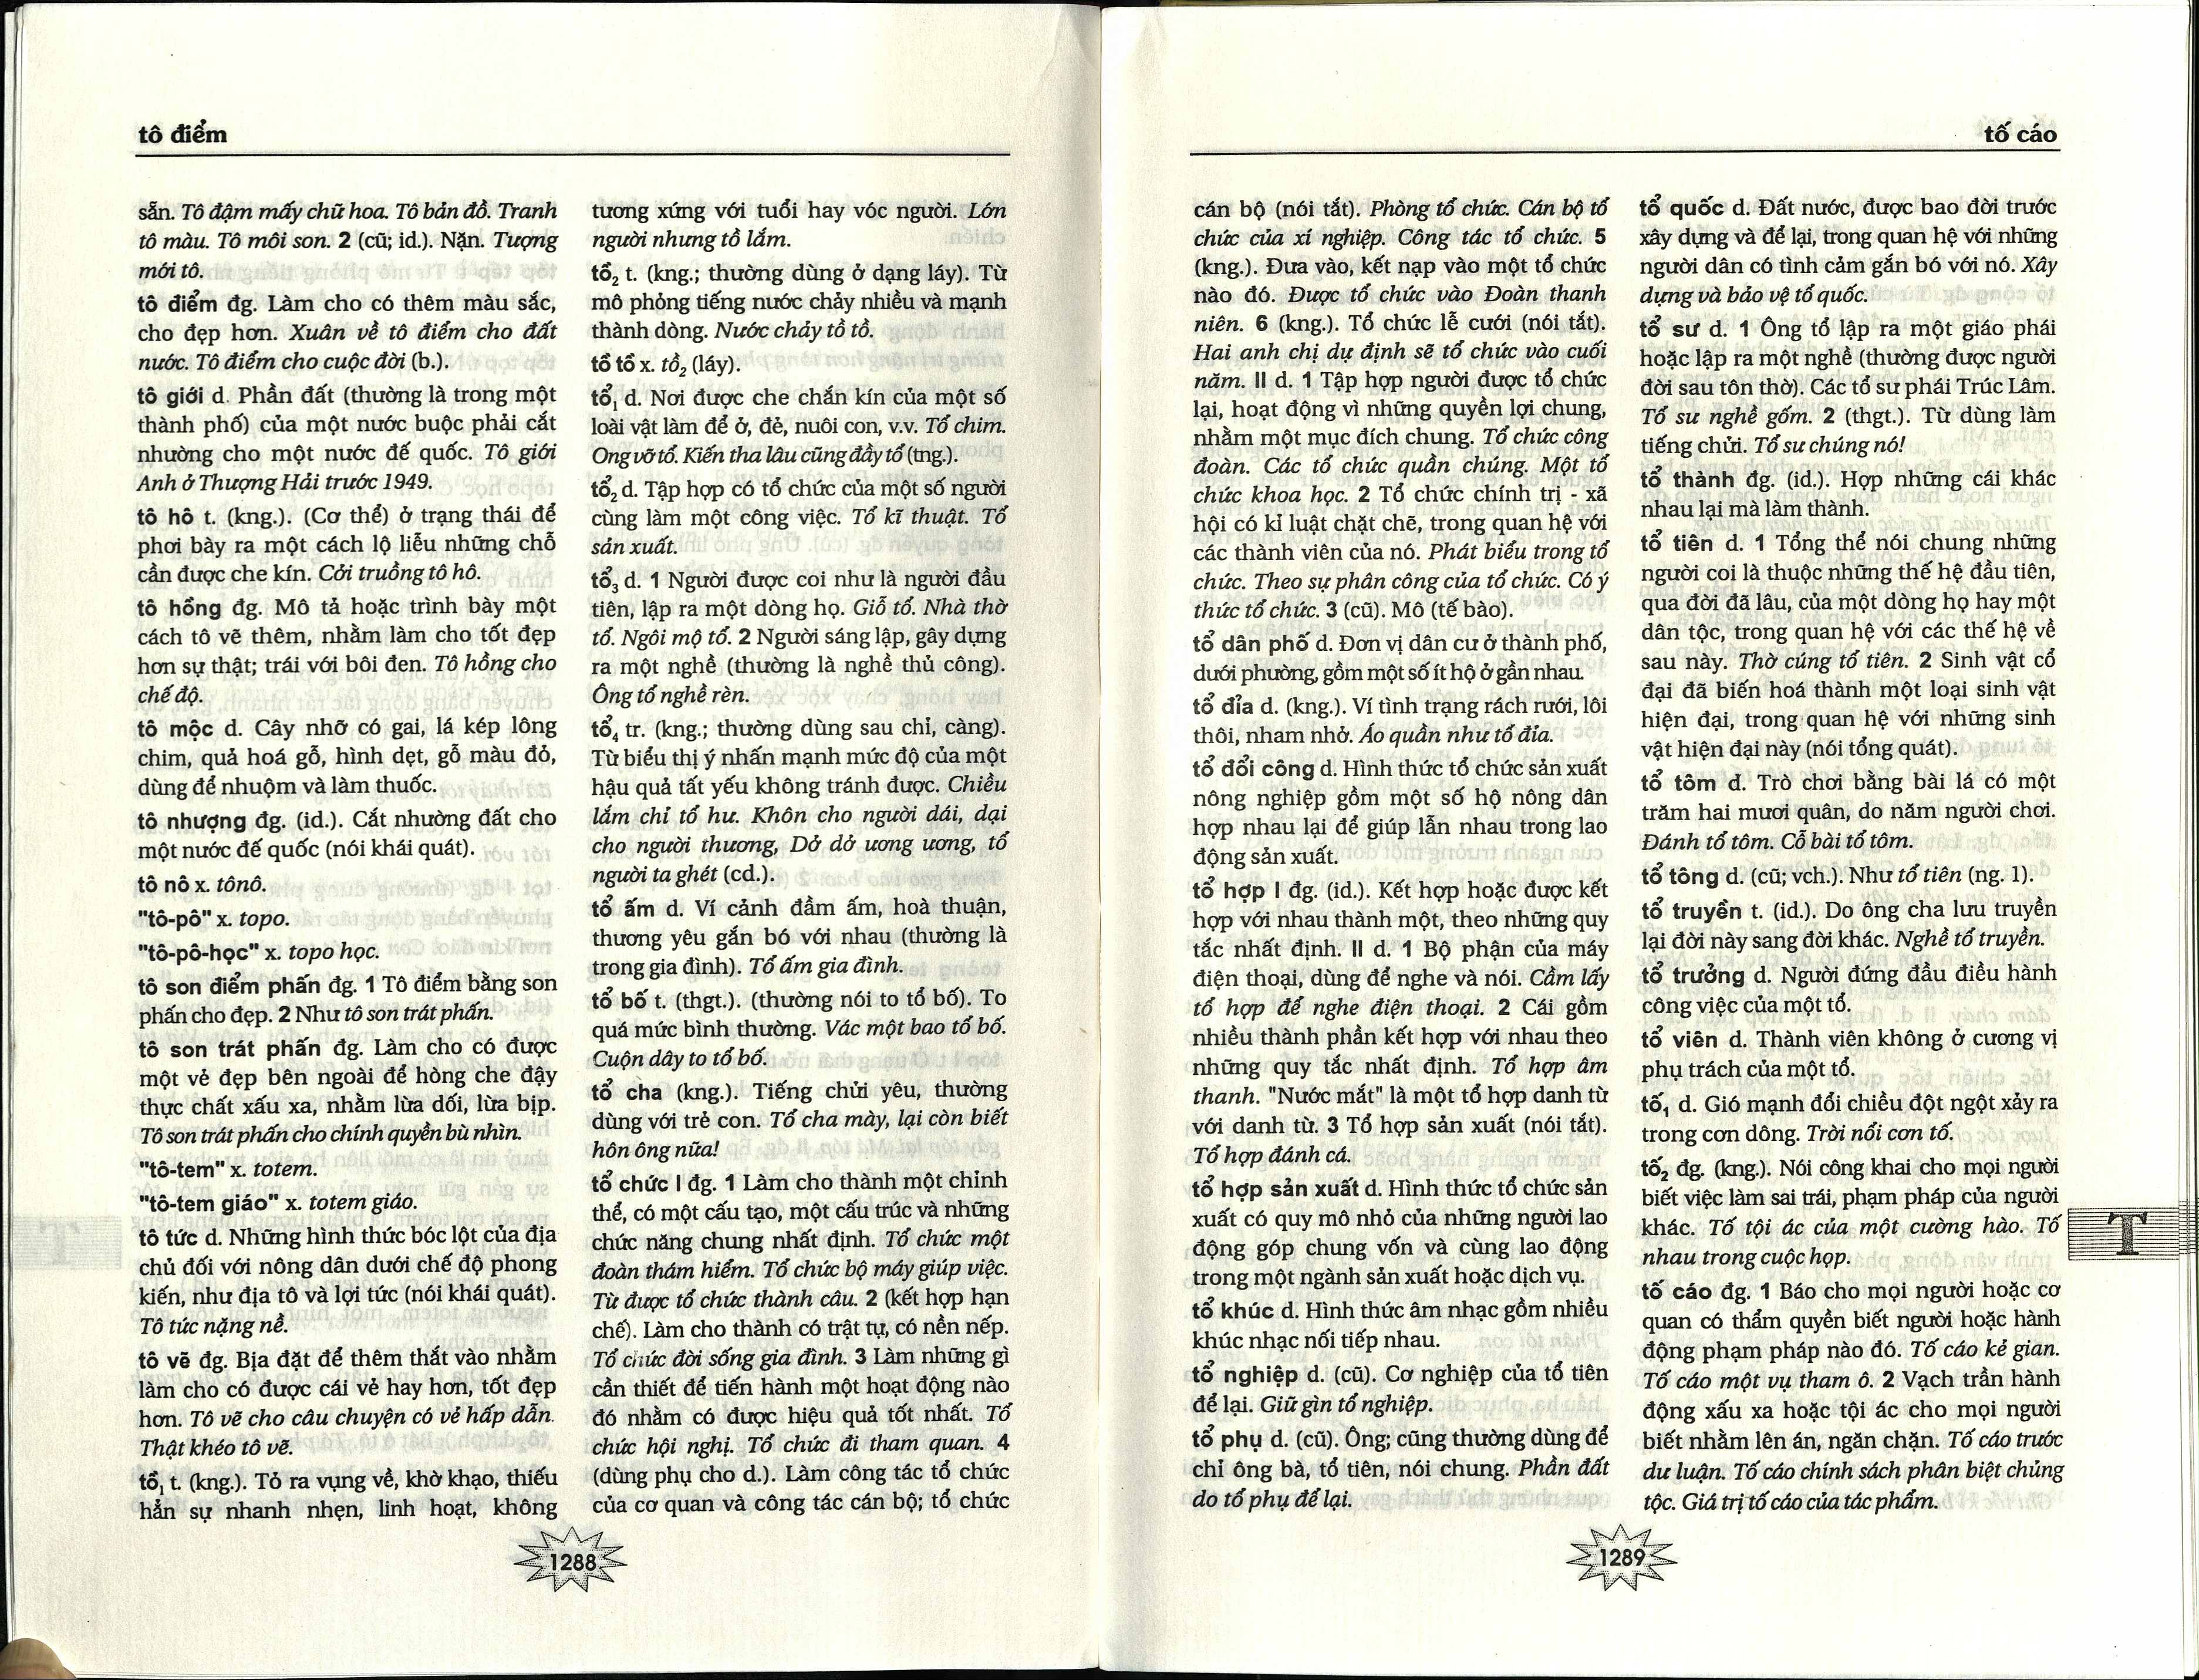 tô điểm
sẵn. Tô đậm mấy chữ hoa. Tô bản đồ. Tranh
tô màu. Tô môi son. 2 (cũ; id.). Nặn. Tượng
mới tô.
tô điểm đg. Làm cho có thêm màu sắc,
cho đẹp hơn. Xuân về tô điểm cho đất
nước. Tô điểm cho cuộc đời (b.).
tô giới d. Phần đất (thường là trong một
thành phố) của một nước buộc phải cắt
nhường cho một nước đế quốc. Tô giới
Anh ở Thượng Hải trước 1949.
tô hô t. (kng.). (Cơ thể) ở trạng thái để
phơi bày ra một cách lộ liễu những chỗ
cần được che kín. Cởi truồng tô hô.
tô hồng đg. Mô tả hoặc trình bày một
cách tô vẽ thêm, nhằm làm cho tốt đẹp
hơn sự thật; trái với bôi đen. Tô hồng cho
chế độ.
tô mộc d. Cây nhỡ có gai, lá kép lông
chim, quả hoá gỗ, hình dẹt, gỗ màu đỏ,
dùng để nhuộm và làm thuốc.
tô nhượng đg. (id.). Cắt nhường đất cho
một nước đế quốc (nói khái quát).
tô nô x. tônô.
"tô-pô" x. topo.
"tô-pô-học" x. topo học.
tô son điểm phấn đg. 1 Tô điểm bằng son
phấn cho đẹp. 2 Như tô son trát phấn.
tô son trát phấn đg. Làm cho có được
một vẻ đẹp bên ngoài để hòng che đậy
thực chất xấu xa, nhằm lừa dối, lừa bịp.
Tô son trát phấn cho chính quyền bù nhìn.
"tô-tem" x. totem.
"tô-tem giáo" x. totem giáo.
tô tức d. Những hình thức bóc lột của địa
chủ đối với nông dân dưới chế độ phong
kiến, như địa tô và lợi tức (nói khái quát).
Tô tức nặng nề.
tô vẽ đg. Bịa đặt để thêm thắt vào nhằm
làm cho có được cái vẻ hay hơn, tốt đẹp
hơn. Tô vẽ cho câu chuyện có vẻ hấp dẫn.
Thật khéo tô vẽ.
tồ₁ t. (kng.). Tỏ ra vụng về, khờ khạo, thiếu
hẳn sự nhanh nhẹn, linh hoạt, không
tương xứng với tuổi hay vóc người. Lớn
người nhưng tồ lắm.
tồ₂ t. (kng.; thường dùng ở dạng láy). Từ
mô phỏng tiếng nước chảy nhiều và mạnh
thành dòng. Nước chảy tồ tồ.
tồ tồ x. tồ₂ (láy).
tổ₁ d. Nơi được che chắn kín của một số
loài vật làm để ở, đẻ, nuôi con, v.v. Tổ chim.
Ong vỡ tổ. Kiến tha lâu cũng đầy tổ (tng.).
tổ₂ d. Tập hợp có tổ chức của một số người
cùng làm một công việc. Tổ kĩ thuật. Tổ
sản xuất.
tổ₃ d. 1 Người được coi như là người đầu
tiên, lập ra một dòng họ. Giỗ tổ. Nhà thờ
tổ. Ngôi mộ tổ. 2 Người sáng lập, gây dựng
ra một nghề (thường là nghề thủ công).
Ông tổ nghề rèn.
tổ₄ tr. (kng.; thường dùng sau chỉ, càng).
Từ biểu thị ý nhấn mạnh mức độ của một
hậu quả tất yếu không tránh được. Chiều
lắm chỉ tổ hư. Khôn cho người dái, dại
cho người thương, Dở dở ương ương, tổ
người ta ghét (cd.).
tổ ấm d. Ví cảnh đầm ấm, hoà thuận,
thương yêu gắn bó với nhau (thường là
trong gia đình). Tổ ấm gia đình.
tổ bố t. (thgt.). (thường nói to tổ bố). To
quá mức bình thường. Vác một bao tổ bố.
Cuộn dây to tổ bố.
tổ cha (kng.). Tiếng chửi yêu, thường
dùng với trẻ con. Tổ cha mày, lại còn biết
hôn ông nữa!
tổ chức I đg. 1 Làm cho thành một chỉnh
thể, có một cấu tạo, một cấu trúc và những
chức năng chung nhất định. Tổ chức một
đoàn thám hiểm. Tổ chức bộ máy giúp việc.
Từ được tổ chức thành câu. 2 (kết hợp hạn
chế). Làm cho thành có trật tự, có nền nếp.
Tổ chức đời sống gia đình. 3 Làm những gì
cần thiết để tiến hành một hoạt động nào
đó nhằm có được hiệu quả tốt nhất. Tổ
chức hội nghị. Tổ chức đi tham quan. 4
(dùng phụ cho d.). Làm công tác tổ chức
của cơ quan và công tác cán bộ; tổ chức
1288
tố cáo
cán bộ (nói tắt). Phòng tổ chức. Cán bộ tổ
chức của xí nghiệp. Công tác tổ chức. 5
(kng.). Đưa vào, kết nạp vào một tổ chức
nào đó. Được tổ chức vào Đoàn thanh
niên. 6 (kng.). Tổ chức lễ cưới (nói tắt).
Hai anh chị dự định sẽ tổ chức vào cuối
năm. II d. 1 Tập hợp người được tổ chức
lại, hoạt động vì những quyền lợi chung,
nhằm một mục đích chung. Tổ chức công
đoàn. Các tổ chức quần chúng. Một tổ
chức khoa học. 2 Tổ chức chính trị - xã
hội có kỉ luật chặt chẽ, trong quan hệ với
các thành viên của nó. Phát biểu trong tổ
chức. Theo sự phân công của tổ chức. Có ý
thức tổ chức. 3 (cũ). Mô (tế bào).
tổ dân phố d. Đơn vị dân cư ở thành phố,
dưới phường, gồm một số ít hộ ở gần nhau.
tổ đỉa d. (kng.). Ví tình trạng rách rưới, lôi
thôi, nham nhở. Áo quần như tổ đỉa.
tổ đổi công d. Hình thức tổ chức sản xuất
nông nghiệp gồm một số hộ nông dân
hợp nhau lại để giúp lẫn nhau trong lao
động sản xuất.
tổ hợp I đg. (id.). Kết hợp hoặc được kết
hợp với nhau thành một, theo những quy
tắc nhất định. II d. 1 Bộ phận của máy
điện thoại, dùng để nghe và nói. Cầm lấy
tổ hợp để nghe điện thoại. 2 Cái gồm
nhiều thành phần kết hợp với nhau theo
những quy tắc nhất định. Tổ hợp âm
thanh. "Nước mắt" là một tổ hợp danh từ
với danh từ. 3 Tổ hợp sản xuất (nói tắt).
Tổ hợp đánh cá.
tổ hợp sản xuất d. Hình thức tổ chức sản
xuất có quy mô nhỏ của những người lao
động góp chung vốn và cùng lao động
trong một ngành sản xuất hoặc dịch vụ.
tổ khúc d. Hình thức âm nhạc gồm nhiều
khúc nhạc nối tiếp nhau.
tổ nghiệp d. (cũ). Cơ nghiệp của tổ tiên
để lại. Giữ gìn tổ nghiệp.
tổ phụ d. (cũ). Ông; cũng thường dùng để
chỉ ông bà, tổ tiên, nói chung. Phần đất
do tổ phụ để lại.
tổ quốc d. Đất nước, được bao đời trước
xây dựng và để lại, trong quan hệ với những
người dân có tình cảm gắn bó với nó. Xây
dựng và bảo vệ tổ quốc.
tổ sư d. 1 Ông tổ lập ra một giáo phái
hoặc lập ra một nghề (thường được người
đời sau tôn thờ). Các tổ sư phái Trúc Lâm.
Tổ sư nghề gốm. 2 (thgt.). Từ dùng làm
tiếng chửi. Tổ sư chúng nó!
tổ thành đg. (id.). Hợp những cái khác
nhau lại mà làm thành.
tổ tiên d. 1 Tổng thể nói chung những
người coi là thuộc những thế hệ đầu tiên,
qua đời đã lâu, của một dòng họ hay một
dân tộc, trong quan hệ với các thế hệ về
sau này. Thờ cúng tổ tiên. 2 Sinh vật cổ
đại đã biến hoá thành một loại sinh vật
hiện đại, trong quan hệ với những sinh
vật hiện đại này (nói tổng quát).
tổ tôm d. Trò chơi bằng bài lá có một
trăm hai mươi quân, do năm người chơi.
Đánh tổ tôm. Cỗ bài tổ tôm.
tổ tông d. (cũ; vch.). Như tổ tiên (ng. 1).
tổ truyền t. (id.). Do ông cha lưu truyền
lại đời này sang đời khác. Nghề tổ truyền.
tổ trưởng d. Người đứng đầu điều hành
công việc của một tổ.
tổ viên d. Thành viên không ở cương vị
phụ trách của một tổ.
tố₁ d. Gió mạnh đổi chiều đột ngột xảy ra
trong cơn dông. Trời nổi cơn tố.
tố₂ đg. (kng.). Nói công khai cho mọi người
biết việc làm sai trái, phạm pháp của người
khác. Tố tội ác của một cường hào. Tố
nhau trong cuộc họp.
tố cáo đg. 1 Báo cho mọi người hoặc cơ
quan có thẩm quyền biết người hoặc hành
động phạm pháp nào đó. Tố cáo kẻ gian.
Tố cáo một vụ tham ô. 2 Vạch trần hành
động xấu xa hoặc tội ác cho mọi người
biết nhằm lên án, ngăn chặn. Tố cáo trước
dư luận. Tố cáo chính sách phân biệt chủng
tộc. Giá trị tố cáo của tác phẩm.
T
1289